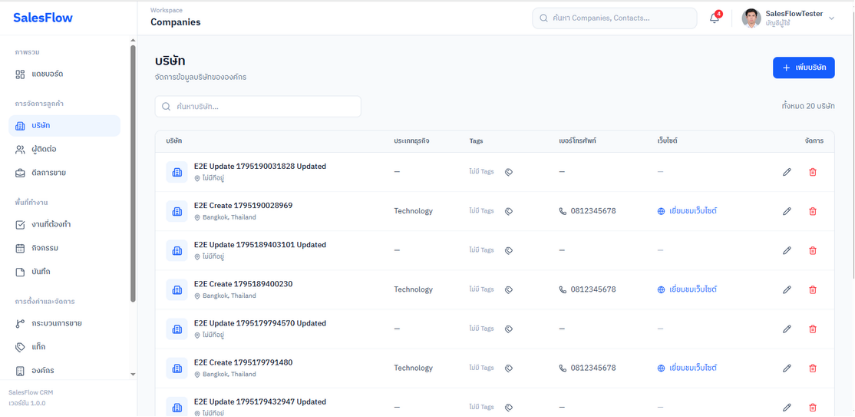 SalesFlow
Workspace
Companies
ค้นหา Companies, Contacts...
4
SalesFlowTester
บัญชีผู้ใช้
ภาพรวม
แดชบอร์ด
การจัดการลูกค้า
บริษัท
ผู้ติดต่อ
ดีลการขาย
พื้นที่ทำงาน
งานที่ต้องทำ
กิจกรรม
บันทึก
การตั้งค่าและจัดการ
กระบวนการขาย
แท็ก
องค์กร
SalesFlow CRM
เวอร์ชัน 1.0.0
บริษัท
จัดการข้อมูลบริษัทขององค์กร
เพิ่มบริษัท
ค้นหาบริษัท...
ทั้งหมด 20 บริษัท
บริษัท ประเภทธุรกิจ Tags เบอร์โทรศัพท์ เว็บไซต์ จัดการ
E2E Update 1795190031828 Updated — ไม่มี Tags — —
ไม่มีที่อยู่
E2E Create 1795190028969 Technology ไม่มี Tags 0812345678 เยี่ยมชมเว็บไซต์
Bangkok, Thailand
E2E Update 1795189403101 Updated — ไม่มี Tags — —
ไม่มีที่อยู่
E2E Create 1795189400230 Technology ไม่มี Tags 0812345678 เยี่ยมชมเว็บไซต์
Bangkok, Thailand
E2E Update 1795179794570 Updated — ไม่มี Tags — —
ไม่มีที่อยู่
E2E Create 1795179791480 Technology ไม่มี Tags 0812345678 เยี่ยมชมเว็บไซต์
Bangkok, Thailand
E2E Update 1795179432947 Updated — ไม่มี Tags — —
ไม่มีที่อยู่